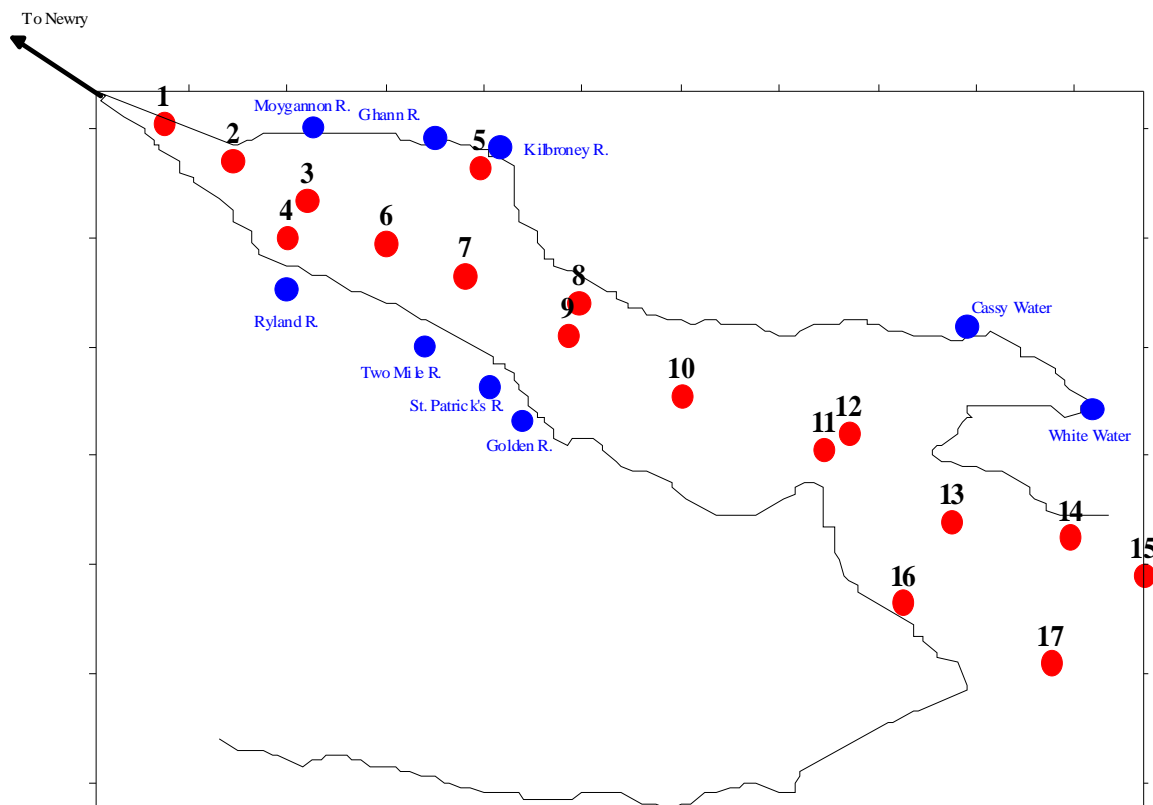 To Newry
1
Moygannon R.
Ghann R.
2
5
Kilbroney R.
3
4
6
7
8
9
Ryland R.
Cassy Water
Two Mile R.
10
St. Patrick's R.
12
11
Golden R.
White Water
13
14
15
16
17